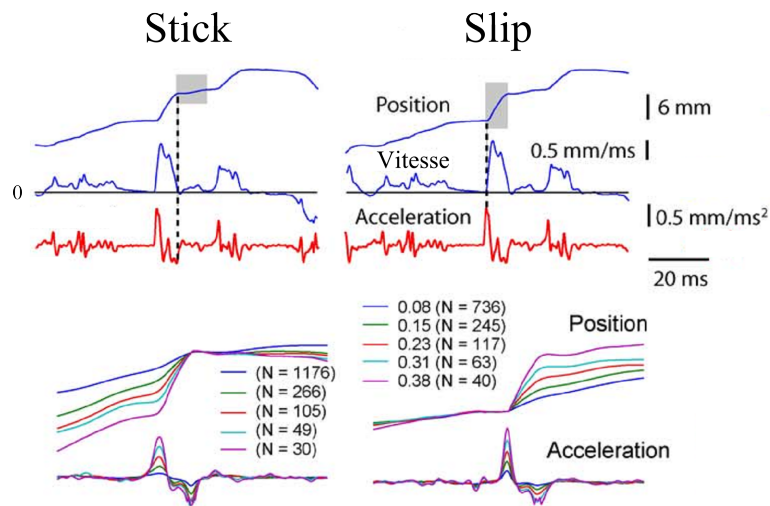 Stick
Slip
Position
6 mm
0.5 mm/ms
Vitesse
0
Acceleration
0.5 mm/ms²
20 ms
0.08 (N = 736)
0.15 (N = 245)
0.23 (N = 117)
0.31 (N = 63)
0.38 (N = 40)
Position
(N = 1176)
(N = 266)
(N = 105)
(N = 49)
(N = 30)
Acceleration